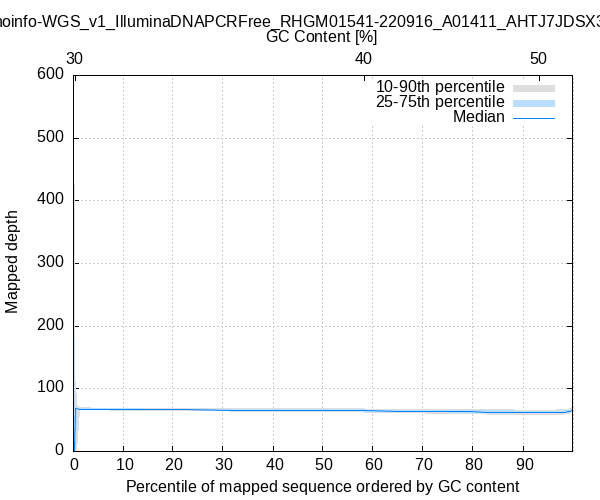 noinfo-WGS_v1_IlluminaDNAPCRFree_RHGM01541-220916_A01411_AHTJ7JDSX3
GC Content [%]
30 40 50
600
500
400
300
200
100
0
10-90th percentile
25-75th percentile
Median
Mapped depth
0 10 20 30 40 50 60 70 80 90
Percentile of mapped sequence ordered by GC content